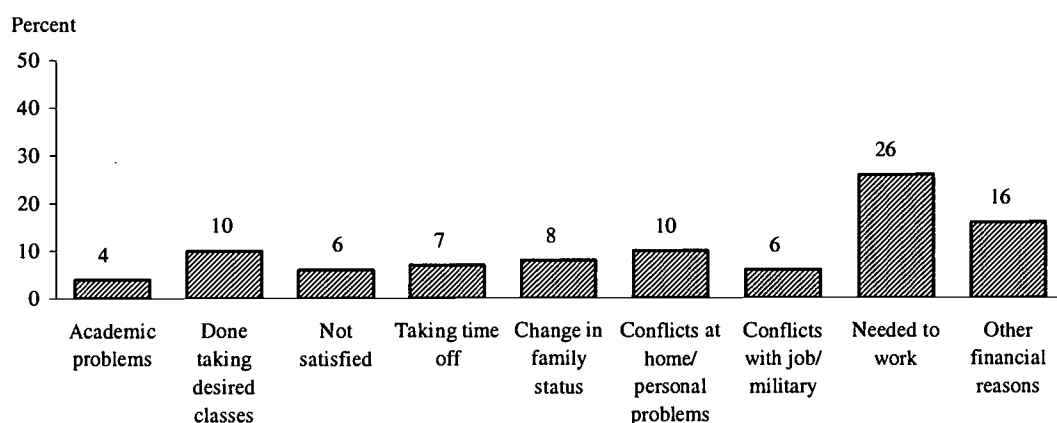 Percent
50
40
30
20
10
0
4
10
6
7
8
10
6
26
16
Academic problems
Done taking desired classes
Not satisfied
Taking time off
Change in family status
Conflicts at home/ personal problems
Conflicts with job/ military
Needed to work
Other financial reasons